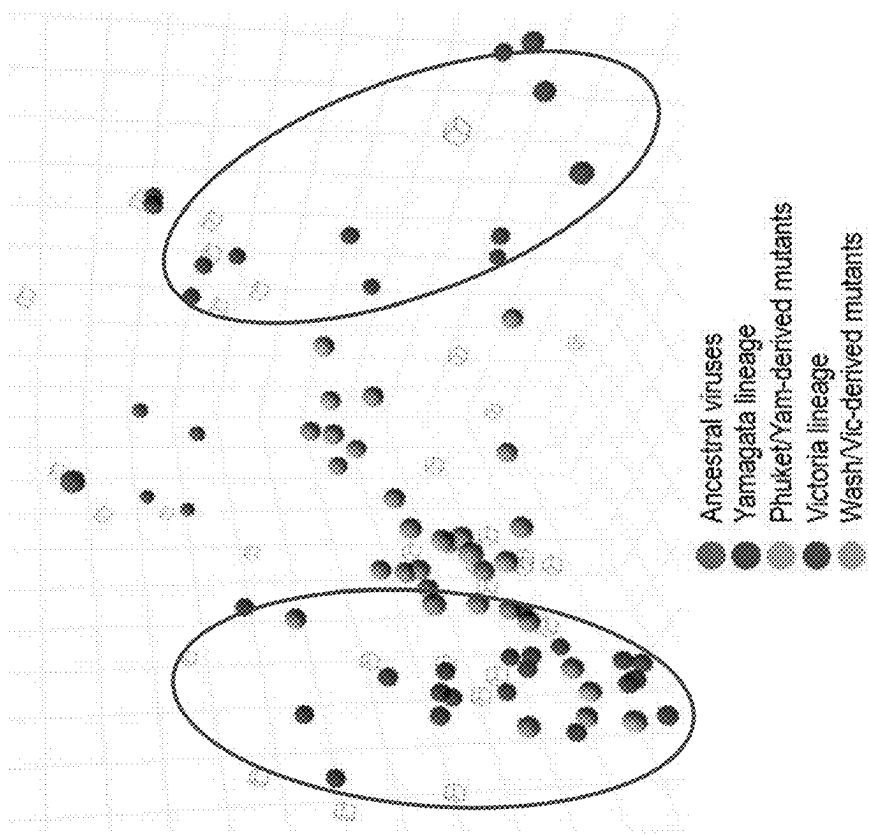 Ancestral viruses
Yamagata lineage
Phuket/Yam-derived mutants
Victoria lineage
Wash/Vic-derived mutants